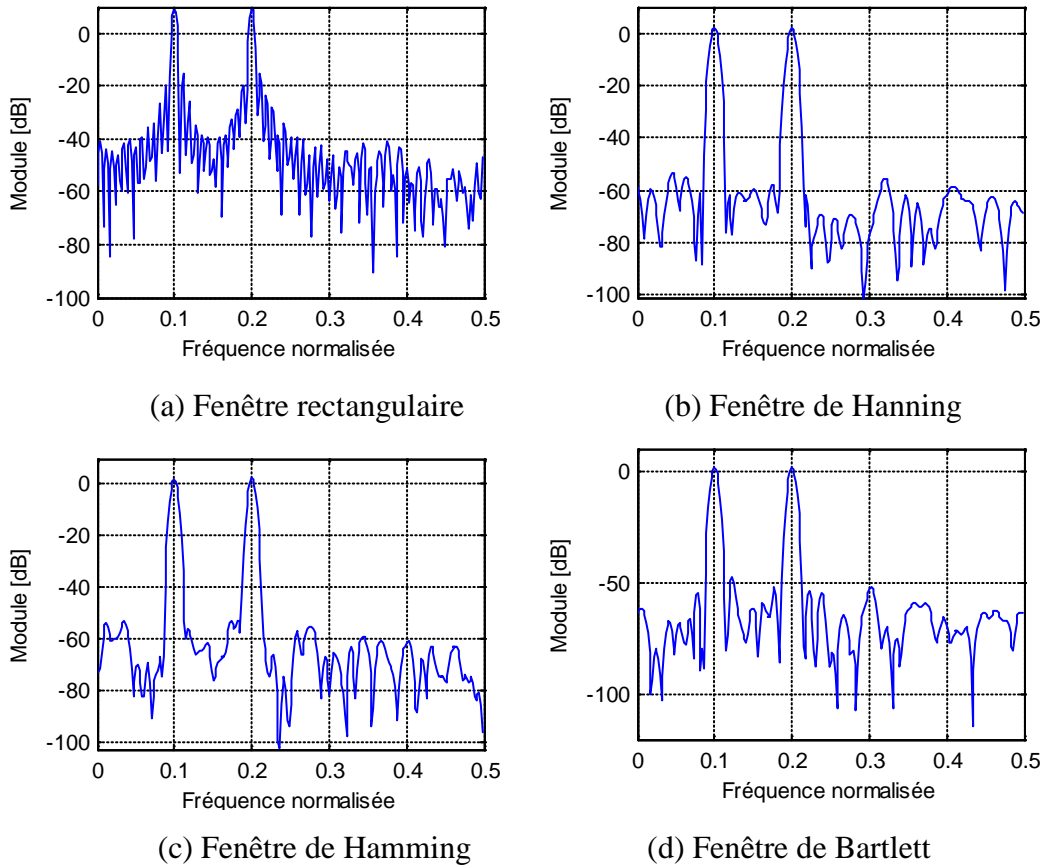 0
-20
-40
-60
-80
-100
Module [dB]
0 0.1 0.2 0.3 0.4 0.5
Fréquence normalisée
(a) Fenêtre rectangulaire
0
-20
-40
-60
-80
-100
Module [dB]
0 0.1 0.2 0.3 0.4 0.5
Fréquence normalisée
(b) Fenêtre de Hanning
0
-20
-40
-60
-80
-100
Module [dB]
0 0.1 0.2 0.3 0.4 0.5
Fréquence normalisée
(c) Fenêtre de Hamming
0
-50
-100
Module [dB]
0 0.1 0.2 0.3 0.4 0.5
Fréquence normalisée
(d) Fenêtre de Bartlett